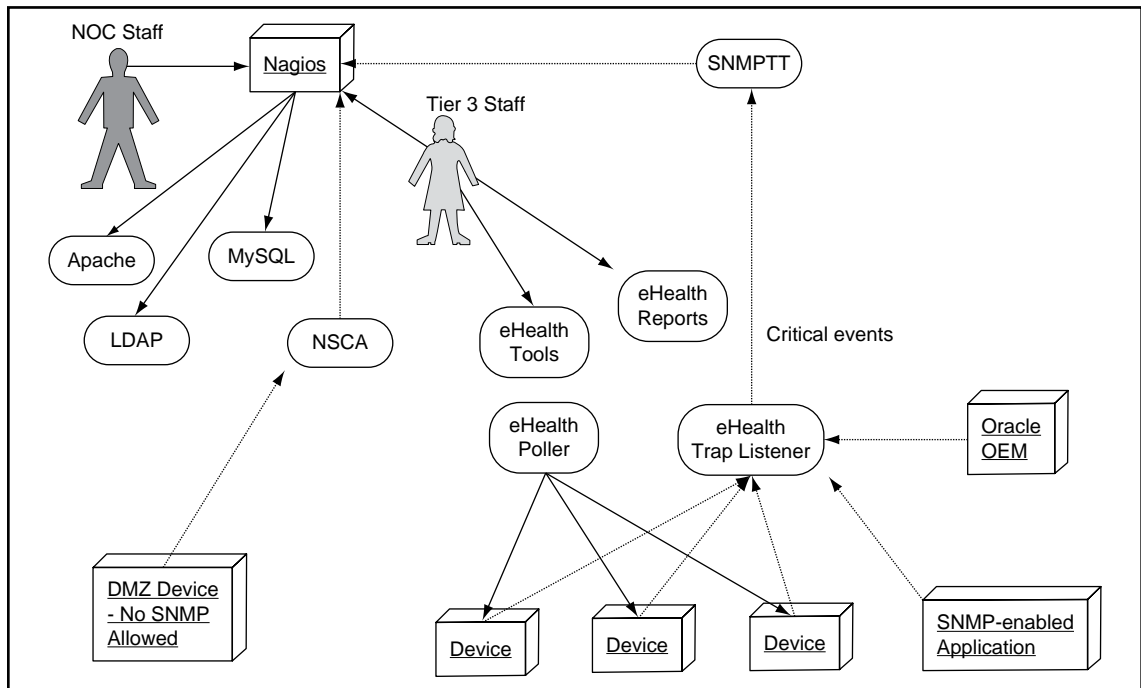 NOC Staff
Nagios
SNMPTT
Tier 3 Staff
Apache
MySQL
LDAP
NSCA
eHealth
Tools
eHealth
Reports
Critical events
eHealth
Poller
eHealth
Trap Listener
Oracle
OEM
DMZ Device
- No SNMP
Allowed
Device
Device
Device
SNMP-enabled
Application